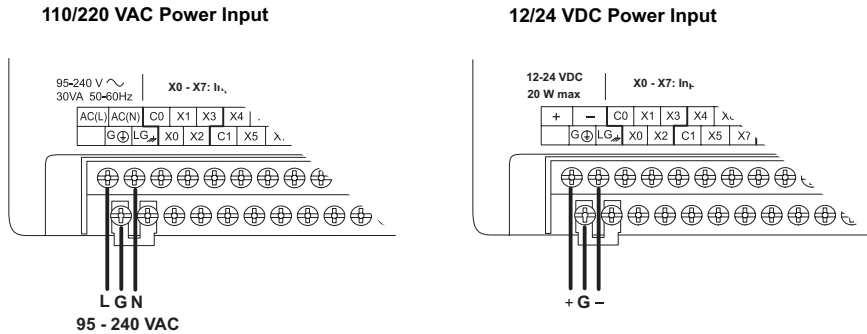 110/220 VAC Power Input
95-240 V
30VA 50-60Hz
X0 - X7:
AC(L) AC(N) C0 X1 X3 X4
G LG X0 X2 C1 X5
L G N
95 - 240 VAC
12/24 VDC Power Input
12-24 VDC
20 W max
X0 - X7:
+ – C0 X1 X3 X4
G LG X0 X2 C1 X5 X7
+ G –